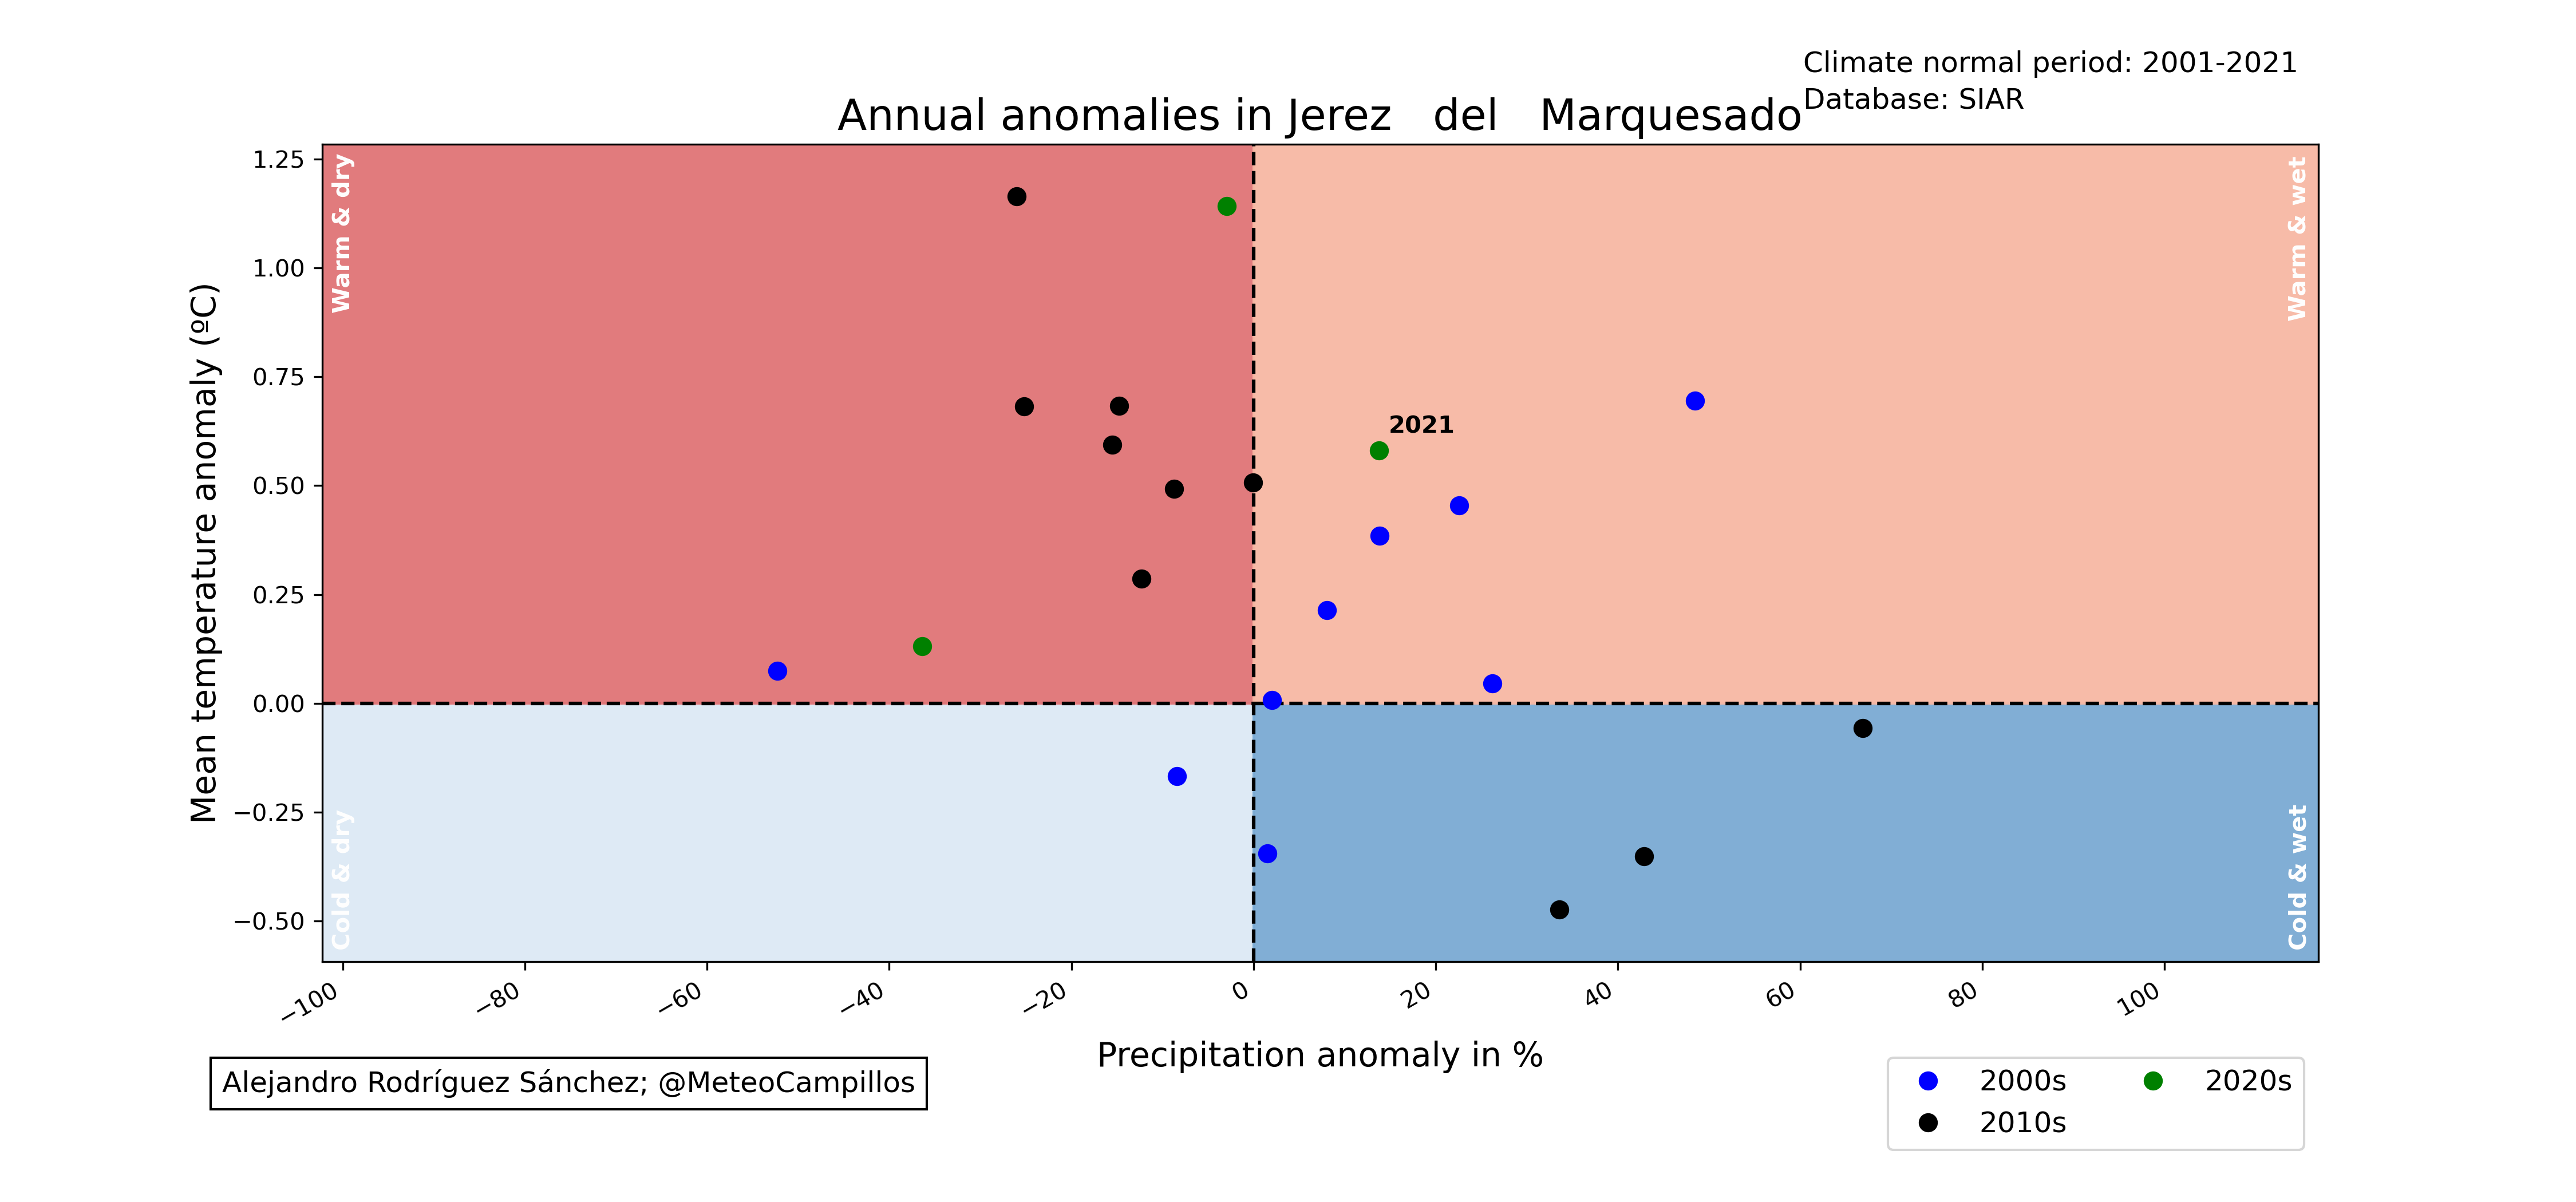 Climate normal period: 2001-2021
Database: SIAR
Annual anomalies in Jerez   del   Marquesado
Warm & dry
Warm & wet
Cold & dry
Cold & wet
2021
Mean temperature anomaly (ºC)
1.25
1.00
0.75
0.50
0.25
0.00
−0.25
−0.50
−100
−80
−60
−40
−20
0
20
40
60
80
100
Precipitation anomaly in %
Alejandro Rodríguez Sánchez; @MeteoCampillos
2000s
2010s
2020s